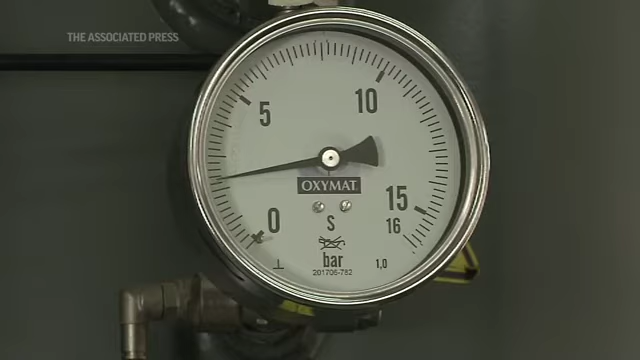 THE ASSOCIATED PRESS
5
10
OXYMAT
0
15
S
16
bar
1,0
201706-782